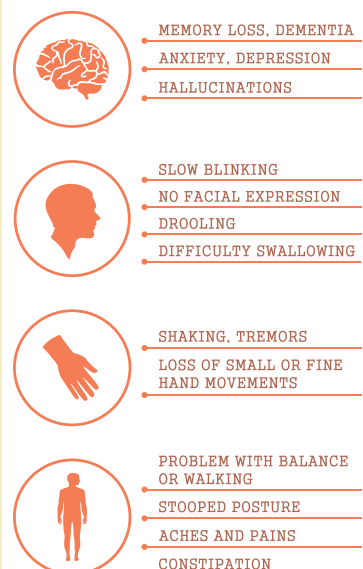 MEMORY LOSS, DEMENTIA
ANXIETY, DEPRESSION
HALLUCINATIONS
SLOW BLINKING
NO FACIAL EXPRESSION
DROOLING
DIFFICULTY SWALLOWING
SHAKING, TREMORS
LOSS OF SMALL OR FINE
HAND MOVEMENTS
PROBLEM WITH BALANCE
OR WALKING
STOOPED POSTURE
ACHES AND PAINS
CONSTIPATION